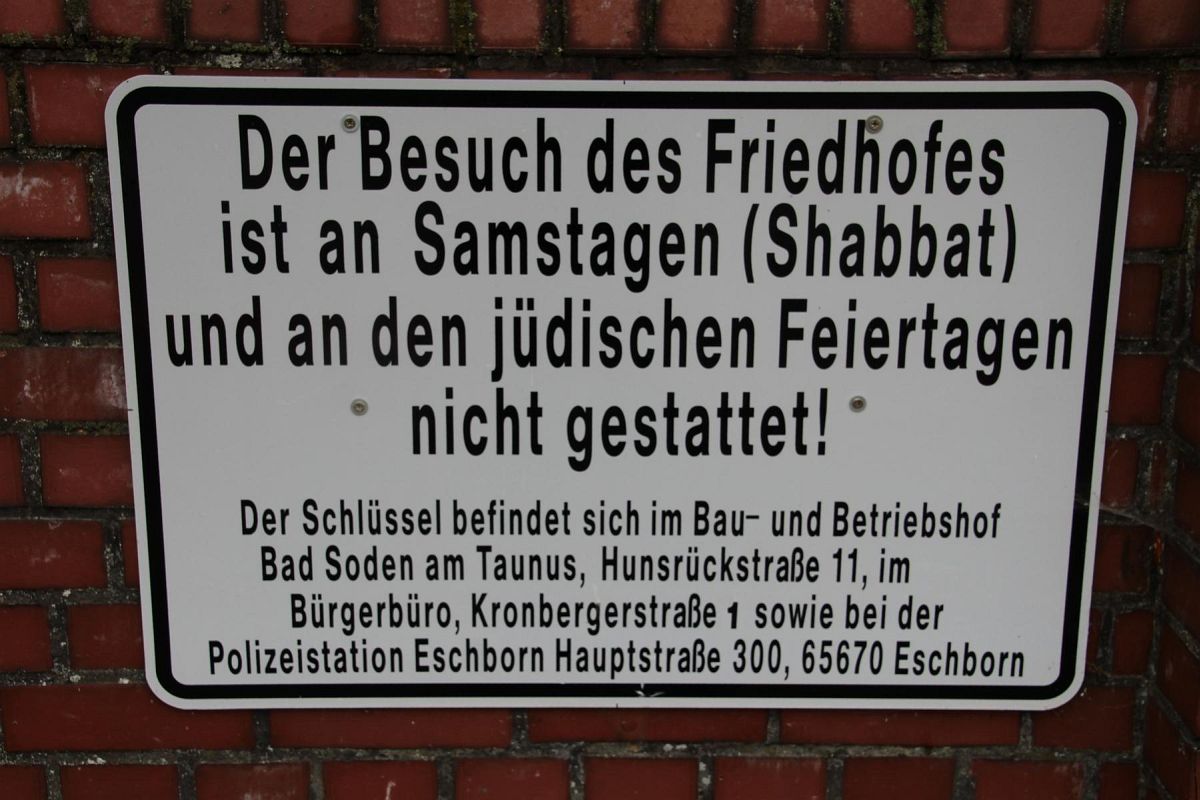 Der Besuch des Friedhofes
ist an Samstagen (Shabbat)
und an den jüdischen Feiertagen
nicht gestattet!
Der Schlüssel befindet sich im Bau- und Betriebshof
Bad Soden am Taunus, Hunsrückstraße 11, im
Bürgerbüro, Kronbergerstraße 1 sowie bei der
Polizeistation Eschborn Hauptstraße 300, 65670 Eschborn